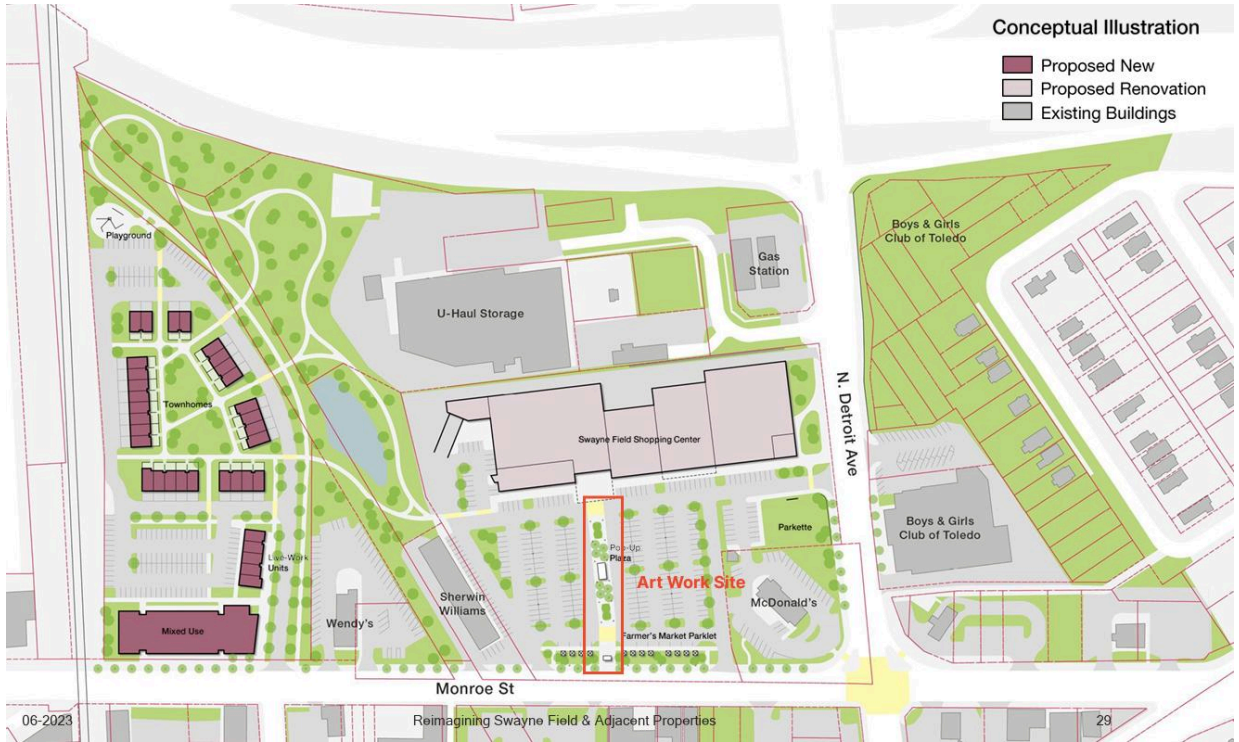 Conceptual Illustration
Proposed New
Proposed Renovation
Existing Buildings
Boys & Girls
Club of Toledo
Playground
Gas
Station
U-Haul Storage
N. Detroit Ave
Townhomes
Swayne Field Shopping Center
Boys & Girls
Club of Toledo
Parkette
Pop-Up
Plaza
Live-Work
Units
Art Work Site
Sherwin
Williams
McDonald's
Wendy's
Mixed Use
Farmer's Market Parklet
Monroe St
06-2023
Reimagining Swayne Field & Adjacent Properties
29